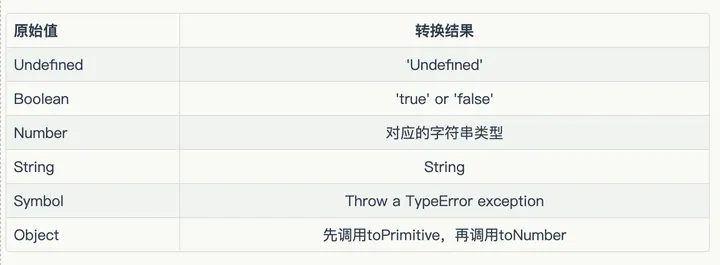 原始值 转换结果
Undefined 'Undefined'
Boolean 'true' or 'false'
Number 对应的字符串类型
String String
Symbol Throw a TypeError exception
Object 先调用toPrimitive，再调用toNumber